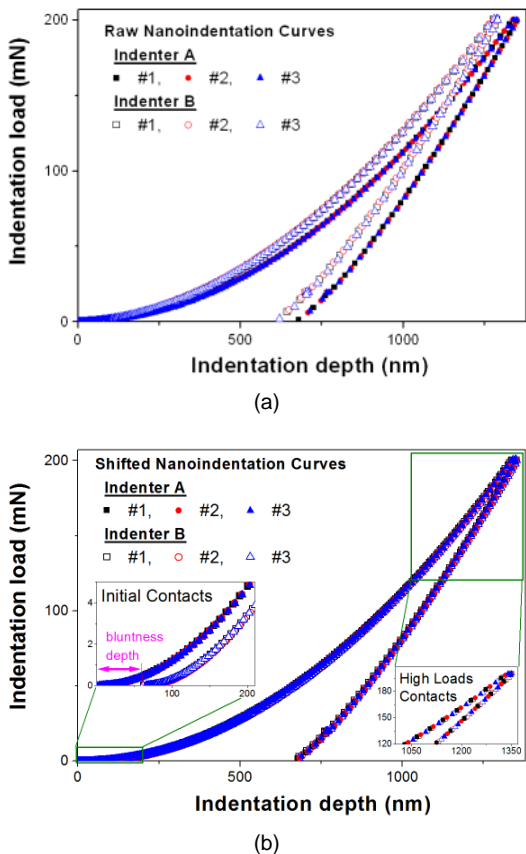 Raw Nanoindentation Curves
Indenter A
#1, #2, #3
Indenter B
#1, #2, #3
Indentation load (mN)
200
100
0
0 500 1000
Indentation depth (nm)
(a)
Shifted Nanoindentation Curves
Indenter A
#1, #2, #3
Indenter B
#1, #2, #3
Indentation load (mN)
200
100
0
Initial Contacts
bluntness
depth
4
2
0
100 200
High Loads
Contacts
180
150
120
1050 1200 1350
0 500 1000
Indentation depth (nm)
(b)